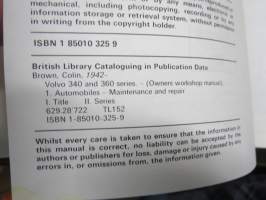 mechanical, including photocopying, recording or by any
information storage or retrieval system, without permission
in writing from the copyright holder.
ISBN 1 85010 325 9
British Library Cataloguing in Publication Data
Brown, Colin, 1942-
Volvo 340 and 360 series. – (Owners workshop manual).
1. Automobiles – Maintenance and repair
I. Title II. Series
629.28'722 TL152
ISBN 1-85010-325-9
Whilst every care is taken to ensure that the information in
this manual is correct, no liability can be accepted by the
authors or publishers for loss, damage or injury caused by any
errors in, or omissions from, the information given.